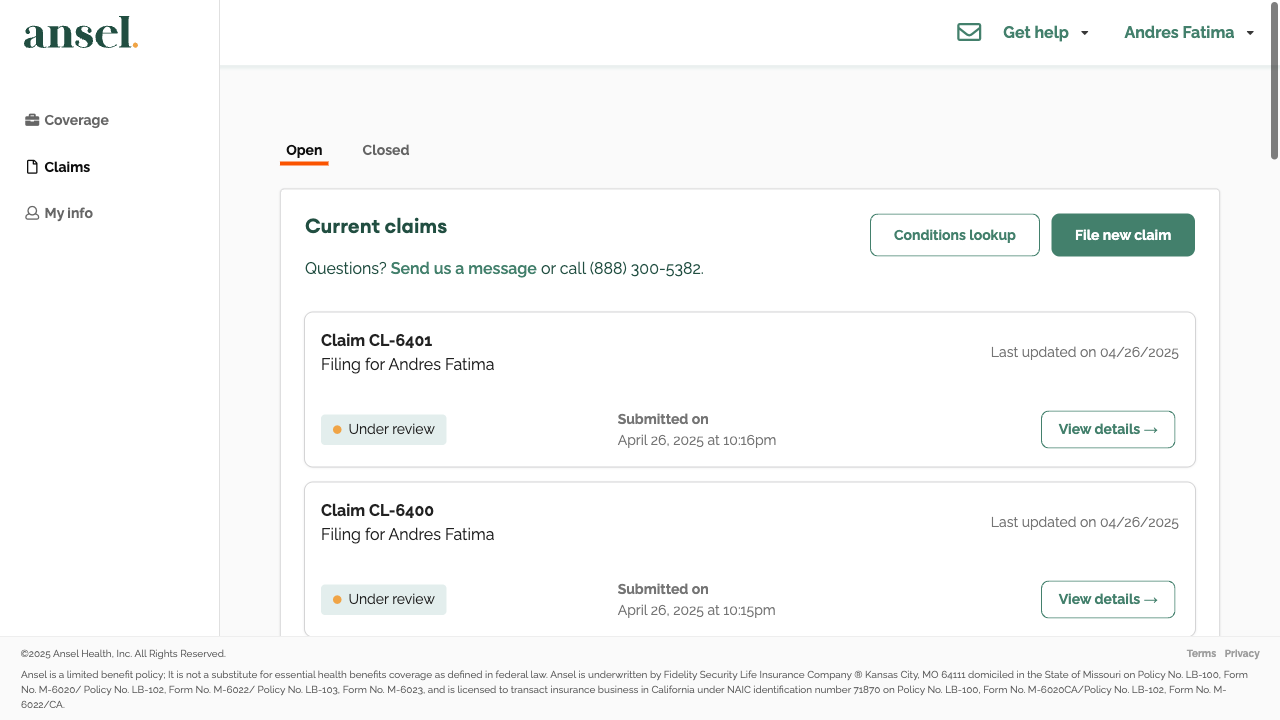 ansel.
Get help
Andres Fatima
Coverage
Claims
My info
Open
Closed
Current claims
Conditions lookup
File new claim
Questions? Send us a message or call (888) 300-5382.
Claim CL-6401
Filing for Andres Fatima
Last updated on 04/26/2025
Under review
Submitted on
April 26, 2025 at 10:16pm
View details →
Claim CL-6400
Filing for Andres Fatima
Last updated on 04/26/2025
Under review
Submitted on
April 26, 2025 at 10:15pm
View details →
©2025 Ansel Health, Inc. All Rights Reserved.
Terms Privacy
Ansel is a limited benefit policy; It is not a substitute for essential health benefits coverage as defined in federal law. Ansel is underwritten by Fidelity Security Life Insurance Company ® Kansas City, MO 64111 domiciled in the State of Missouri on Policy No. LB-100, Form
No. M-6020/ Policy No. LB-102, Form No. M-6022/ Policy No. LB-103, Form No. M-6023, and is licensed to transact insurance business in California under NAIC identification number 71870 on Policy No. LB-100, Form No. M-6020CA/Policy No. LB-102, Form No. M-
6022/CA.